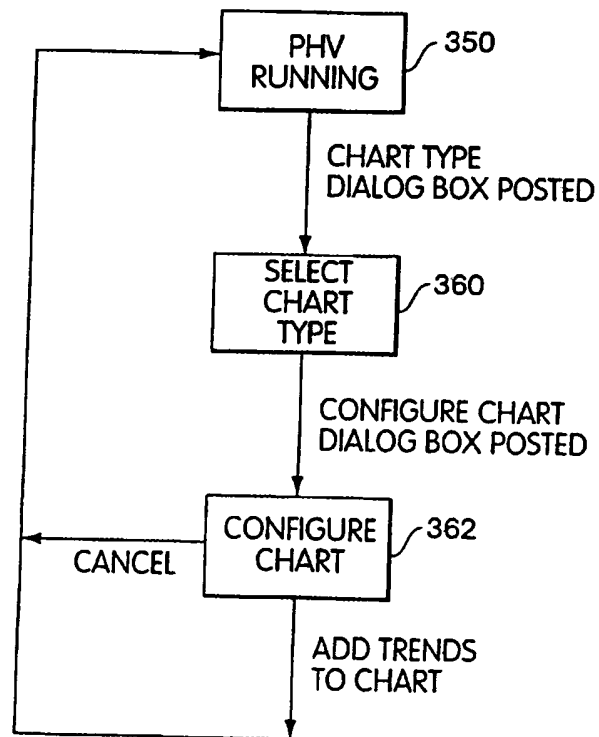 PHV
RUNNING
350
CHART TYPE
DIALOG BOX POSTED
SELECT
CHART
TYPE
360
CONFIGURE CHART
DIALOG BOX POSTED
CONFIGURE
CHART
362
CANCEL
ADD TRENDS
TO CHART